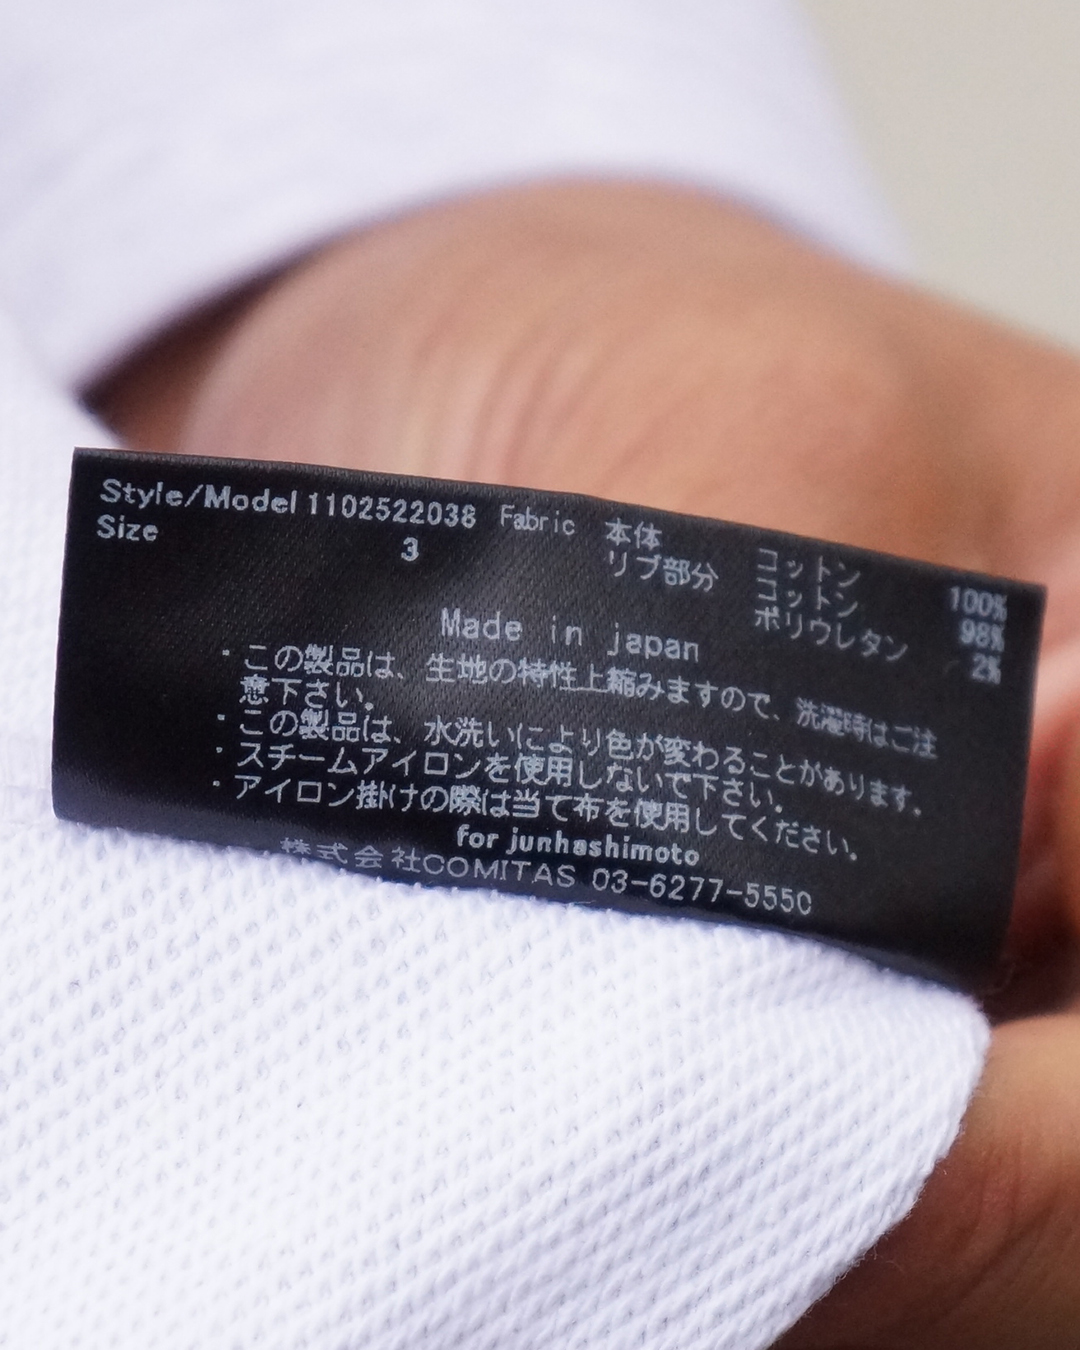 Style/Model 1102522038 Fabric 本体 コットン 100%
Size 3 リブ部分 コットン 98%
ポリウレタン 2%
Made in japan
・この製品は、生地の特性上縮みますので、洗濯時はご注
意下さい。
・この製品は、水洗いにより色が変わることがあります。
・スチームアイロンを使用しないで下さい。
・アイロン掛けの際は当て布を使用してください。
for junhashimoto
株式会社COMITAS 03-6277-5550